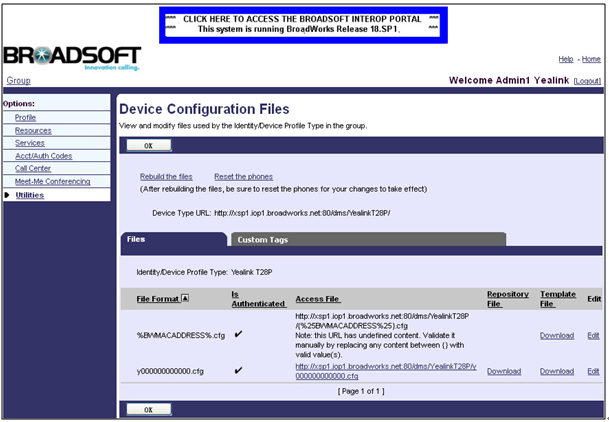 *** CLICK HERE TO ACCESS THE BROADSOFT INTEROP PORTAL ***
*** This system is running BroadWorks Release 18.SP1. ***
BROADSOFT
Innovation calling.
Help - Home
Group
Welcome Admin1 Yealink [Logout]
Options:
Profile
Resources
Services
Acct/Auth Codes
Call Center
Meet-Me Conferencing
Utilities
Device Configuration Files
View and modify files used by the Identity/Device Profile Type in the group.
OK
Rebuild the files Reset the phones
(After rebuilding the files, be sure to reset the phones for your changes to take effect)
Device Type URL: http://xsp1.iop1.broadworks.net:80/dms/YealinkT28P/
Files Custom Tags
Identity/Device Profile Type: Yealink T28P
File Format Is Authenticated Access File Repository File Template File Edit
%BWMACADDRESS%.cfg
http://xsp1.iop1.broadworks.net:80/dms/YealinkT28P
/{%25BWMACADDRESS%25}.cfg
Note: this URL has undefined content. Validate it
manually by replacing any content between {} with
valid value(s).
Download Edit
y000000000000.cfg
http://xsp1.iop1.broadworks.net:80/dms/YealinkT28P/y
000000000000.cfg
Download Download Edit
[ Page 1 of 1 ]
OK